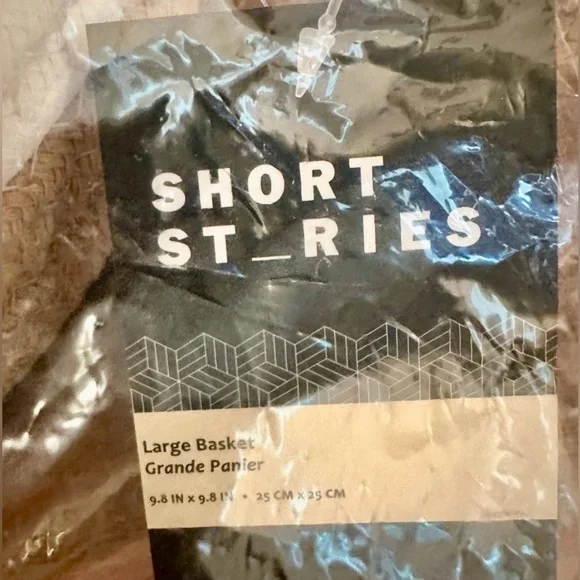 SHORT
ST_RIES
Large Basket
Grande Panier
9.8 IN x 9.8 IN • 25 CM x 25 CM